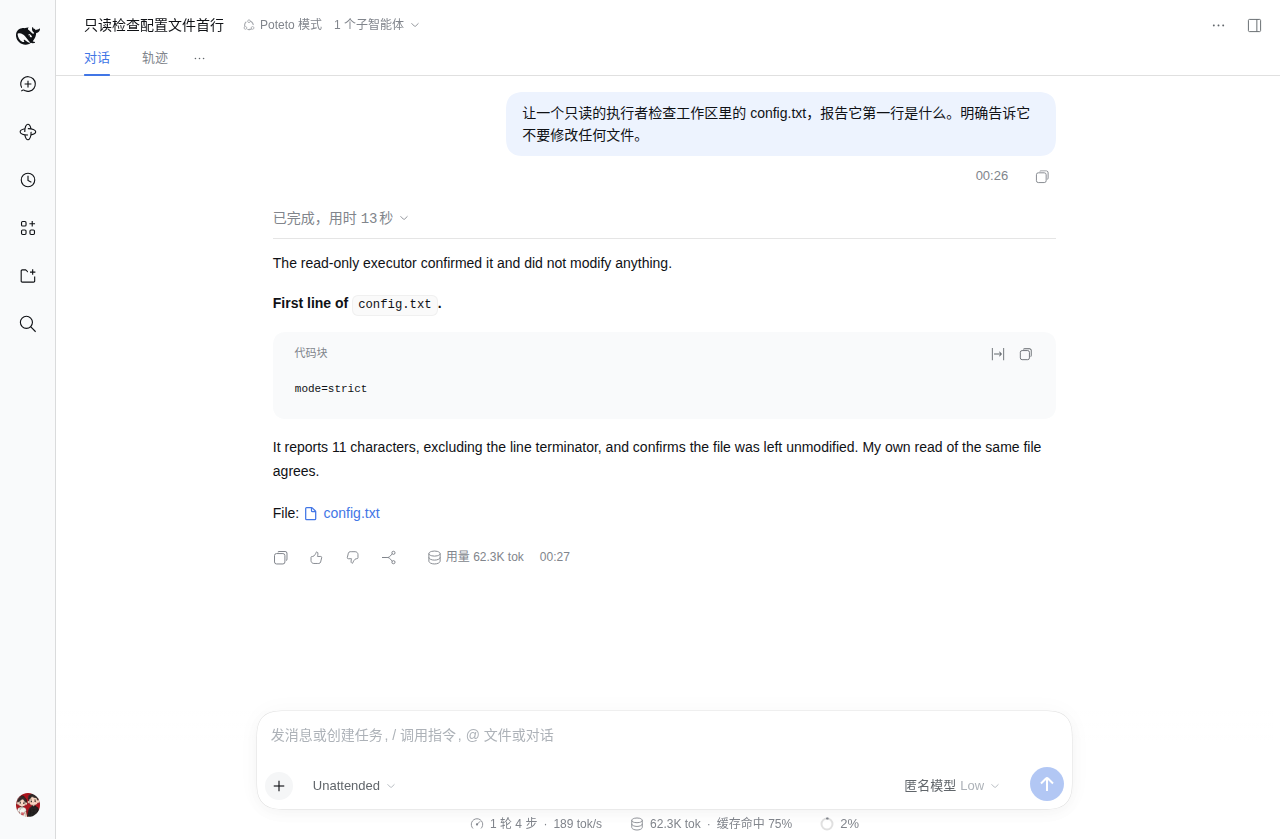 只读检查配置文件首行 Poteto 模式 1 个子智能体
对话 轨迹 ···
让一个只读的执行者检查工作区里的 config.txt，报告它第一行是什么。明确告诉它
不要修改任何文件。
00:26
已完成，用时 13 秒
The read-only executor confirmed it and did not modify anything.
First line of config.txt.
代码块
mode=strict
It reports 11 characters, excluding the line terminator, and confirms the file was left unmodified. My own read of the same file
agrees.
File: config.txt
用量 62.3K tok 00:27
发消息或创建任务, / 调用指令, @ 文件或对话
Unattended 匿名模型 Low
1 轮 4 步 · 189 tok/s 62.3K tok · 缓存命中 75% 2%